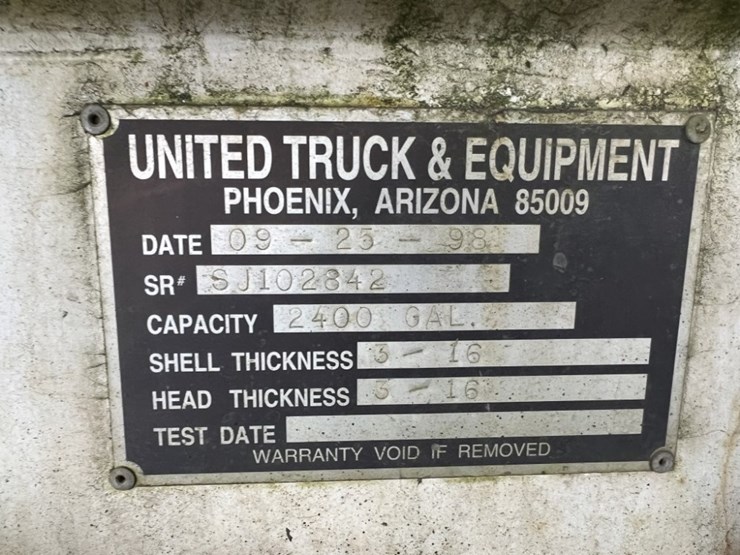 UNITED TRUCK & EQUIPMENT
PHOENIX, ARIZONA 85009
DATE 09 - 25 - 98
SR# SJ102842
CAPACITY 2400 GAL.
SHELL THICKNESS 3 - 16
HEAD THICKNESS 3 - 16
TEST DATE
WARRANTY VOID IF REMOVED